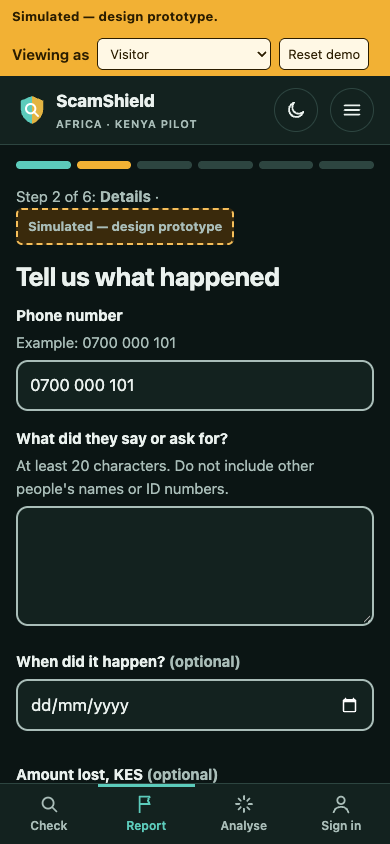 Simulated — design prototype.
Viewing as Visitor Reset demo
ScamShield
AFRICA · KENYA PILOT
Step 2 of 6: Details ·
Simulated — design prototype
Tell us what happened
Phone number
Example: 0700 000 101
0700 000 101
What did they say or ask for?
At least 20 characters. Do not include other
people's names or ID numbers.
When did it happen? (optional)
dd/mm/yyyy
Amount lost, KES (optional)
Check Report Analyse Sign in